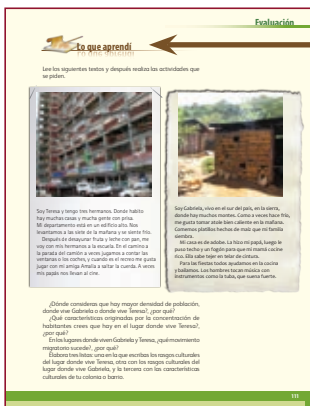 Evaluación
Lo que aprendí
Lee los siguientes textos y después realiza las actividades que
se piden.
Soy Teresa y tengo tres hermanos. Donde habito
hay muchas casas y mucha gente con prisa.
Mi departamento está en un edificio alto. Nos
levantamos a las siete de la mañana y se siente frío.
Después de desayunar fruta y leche con pan, me
voy con mis hermanos a la escuela. En el camino a
la parada del camión a veces jugamos a contar las
ventanas o los coches, y cuando es el recreo me gusta
jugar con mi amiga Amalia a saltar la cuerda. A veces
mis papás nos llevan al cine.
Soy Gabriela, vivo en el sur del país, en la sierra,
donde hay muchos montes. Como a veces hace frío,
me gusta tomar atole bien caliente en la mañana.
Comemos platillos hechos de maíz que mi familia
siembra.
Mi casa es de adobe. La hizo mi papá, luego le
puso techo y un fogón para que mi mamá cocine
rico. Ella sabe tejer en telar de cintura.
Para las fiestas todos ayudamos en la cocina
y bailamos. Los hombres tocan música con
instrumentos como la tuba, que suena fuerte.
¿Dónde consideras que hay mayor densidad de población,
donde vive Gabriela o donde vive Teresa?, ¿por qué?
¿Qué características originadas por la concentración de
habitantes crees que hay en el lugar donde vive Teresa?,
¿por qué?
En los lugares donde viven Gabriela y Teresa, ¿qué movimiento
migratorio sucede?, ¿por qué?
Elabora tres listas: una en la que escribas los rasgos culturales
del lugar donde vive Teresa, otra con los rasgos culturales del
lugar donde vive Gabriela, y la tercera con las características
culturales de tu colonia o barrio.
111